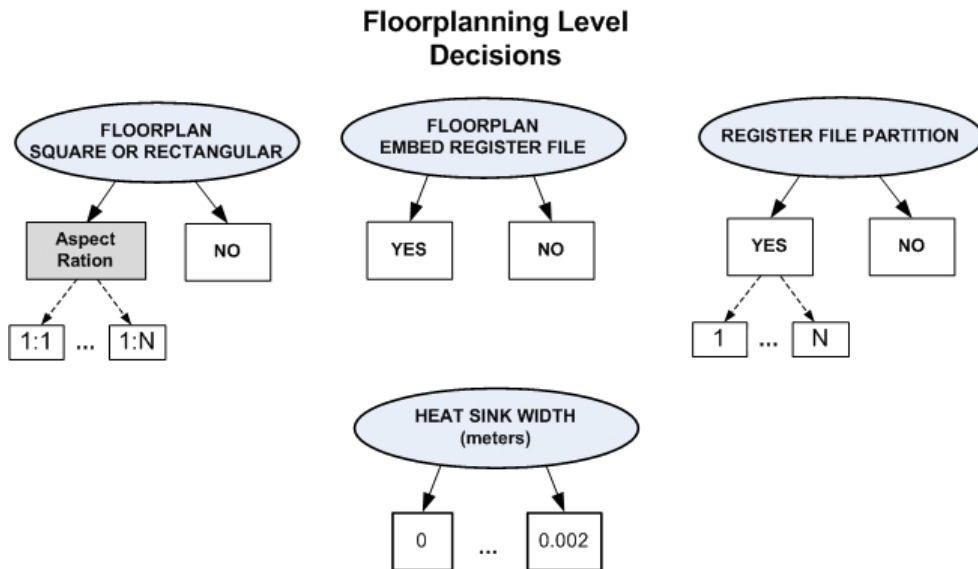 Floorplanning Level
Decisions
FLOORPLAN
SQUARE OR RECTANGULAR
Aspect
Ration
NO
1:1 ... 1:N
FLOORPLAN
EMBED REGISTER FILE
YES
NO
REGISTER FILE PARTITION
YES
NO
1 ... N
HEAT SINK WIDTH
(meters)
0 ... 0.002